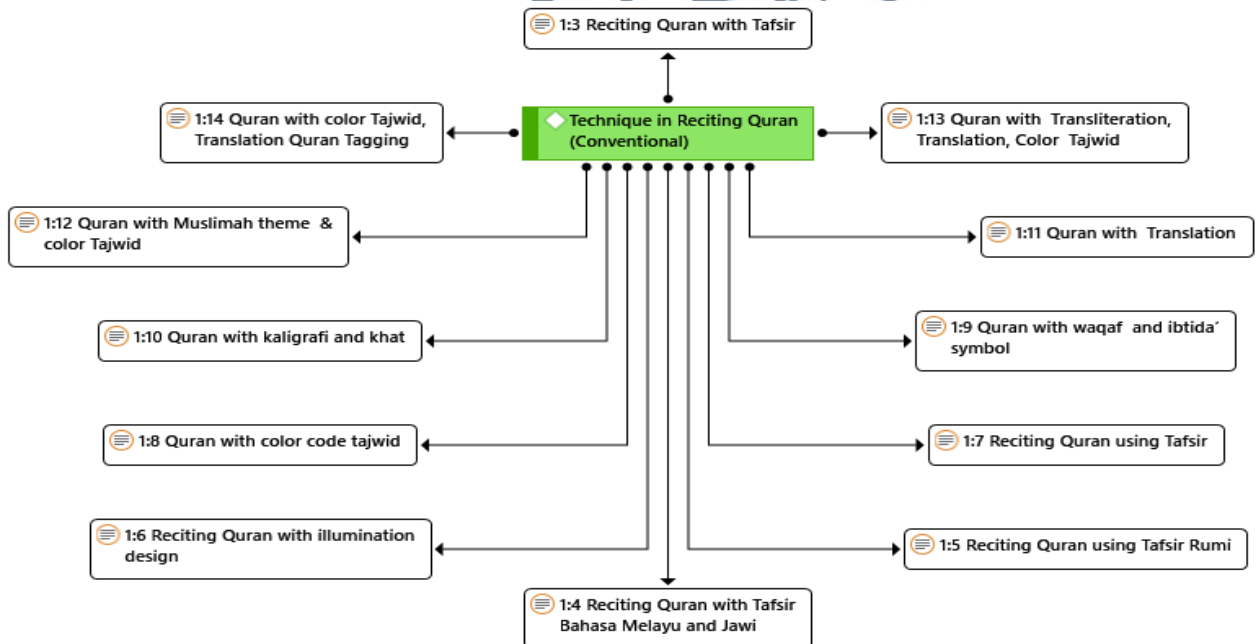 1:3 Reciting Quran with Tafsir
1:14 Quran with color Tajwid,
Translation Quran Tagging
Technique in Reciting Quran
(Conventional)
1:13 Quran with Transliteration,
Translation, Color Tajwid
1:12 Quran with Muslimah theme &
color Tajwid
1:11 Quran with Translation
1:10 Quran with kaligrafi and khat
1:9 Quran with waqaf and ibtida´
symbol
1:8 Quran with color code tajwid
1:7 Reciting Quran using Tafsir
1:6 Reciting Quran with illumination
design
1:5 Reciting Quran using Tafsir Rumi
1:4 Reciting Quran with Tafsir
Bahasa Melayu and Jawi